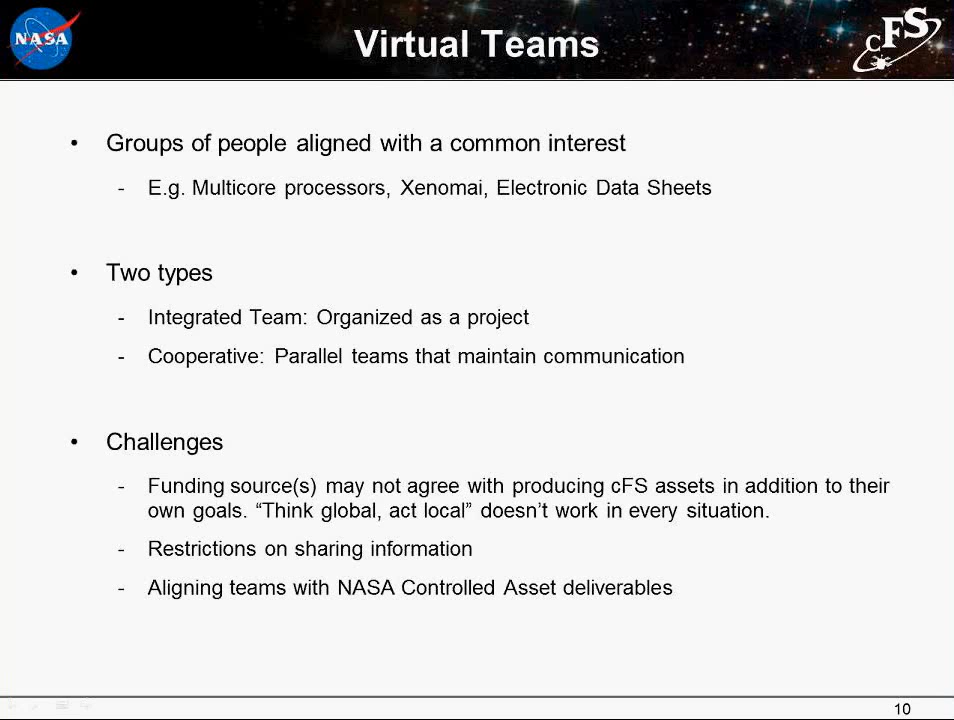 NASA
Virtual Teams
cFS
• Groups of people aligned with a common interest
- E.g. Multicore processors, Xenomai, Electronic Data Sheets
• Two types
- Integrated Team: Organized as a project
- Cooperative: Parallel teams that maintain communication
• Challenges
- Funding source(s) may not agree with producing cFS assets in addition to their
own goals. “Think global, act local” doesn’t work in every situation.
- Restrictions on sharing information
- Aligning teams with NASA Controlled Asset deliverables
10